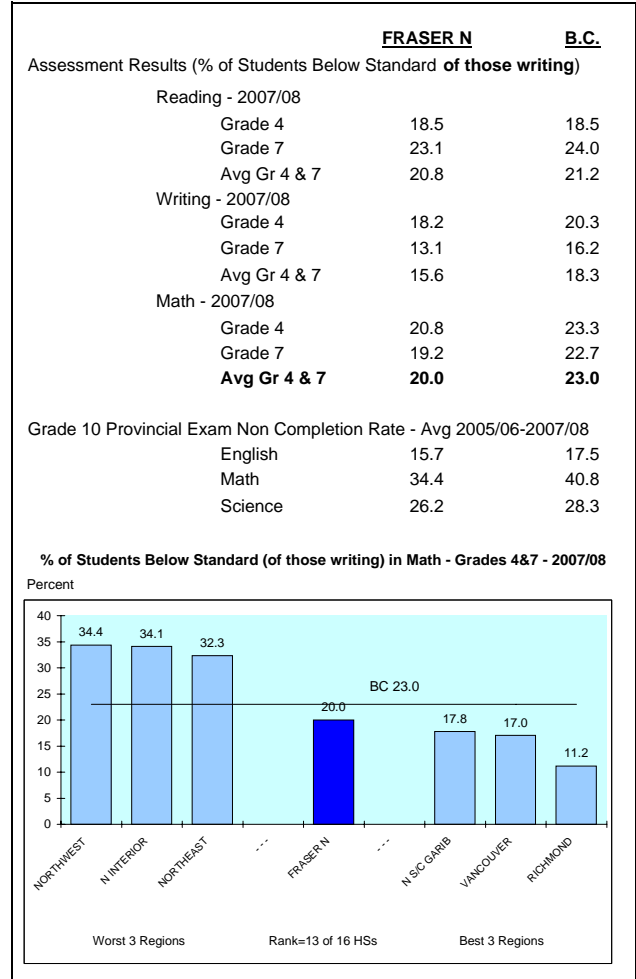 FRASER N B.C.
Assessment Results (% of Students Below Standard of those writing)
Reading - 2007/08
Grade 4 18.5 18.5
Grade 7 23.1 24.0
Avg Gr 4 & 7 20.8 21.2
Writing - 2007/08
Grade 4 18.2 20.3
Grade 7 13.1 16.2
Avg Gr 4 & 7 15.6 18.3
Math - 2007/08
Grade 4 20.8 23.3
Grade 7 19.2 22.7
Avg Gr 4 & 7 20.0 23.0
Grade 10 Provincial Exam Non Completion Rate - Avg 2005/06-2007/08
English 15.7 17.5
Math 34.4 40.8
Science 26.2 28.3
% of Students Below Standard (of those writing) in Math - Grades 4&7 - 2007/08
Percent
40
35
30
25
20
15
10
5
0
34.4 34.1 32.3 20.0 17.8 17.0 11.2
BC 23.0
NORTHWEST N INTERIOR NORTHEAST - - - FRASER N - - - N S/C GARIB VANCOUVER RICHMOND
Worst 3 Regions Rank=13 of 16 HSs Best 3 Regions